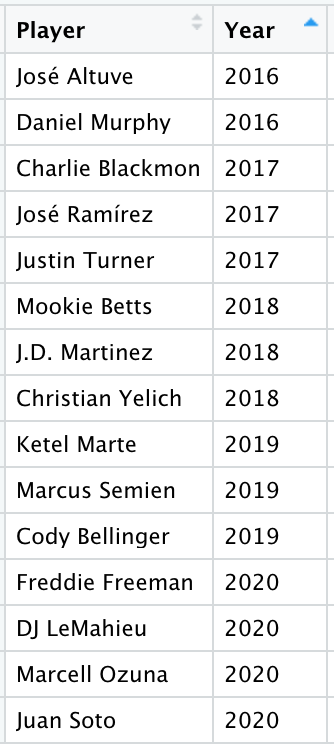 Player Year
José Altuve 2016
Daniel Murphy 2016
Charlie Blackmon 2017
José Ramírez 2017
Justin Turner 2017
Mookie Betts 2018
J.D. Martinez 2018
Christian Yelich 2018
Ketel Marte 2019
Marcus Semien 2019
Cody Bellinger 2019
Freddie Freeman 2020
DJ LeMahieu 2020
Marcell Ozuna 2020
Juan Soto 2020